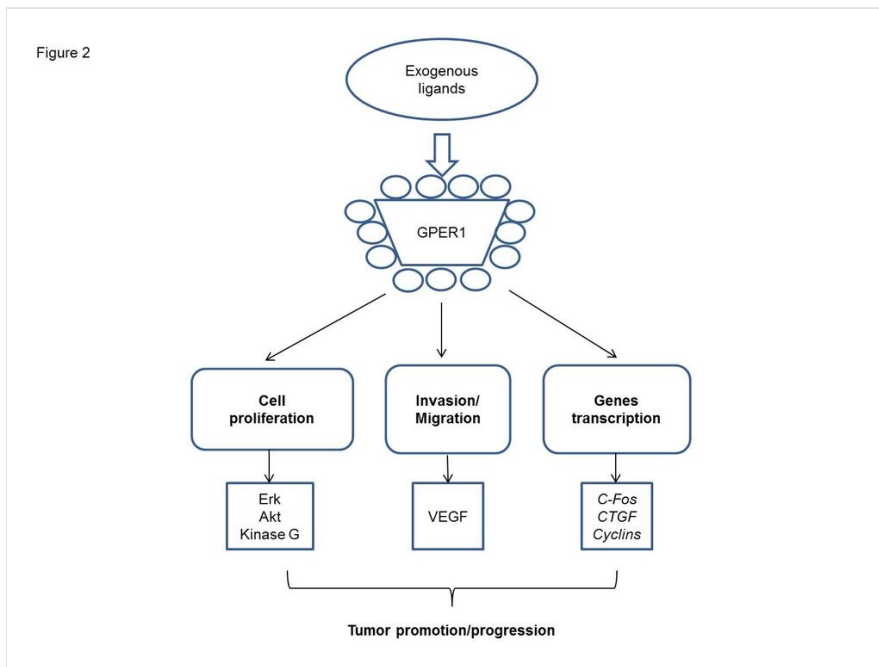 Figure 2
Exogenous
ligands
GPER1
Cell
proliferation
Invasion/
Migration
Genes
transcription
Erk
Akt
Kinase G
VEGF
C-Fos
CTGF
Cyclins
Tumor promotion/progression